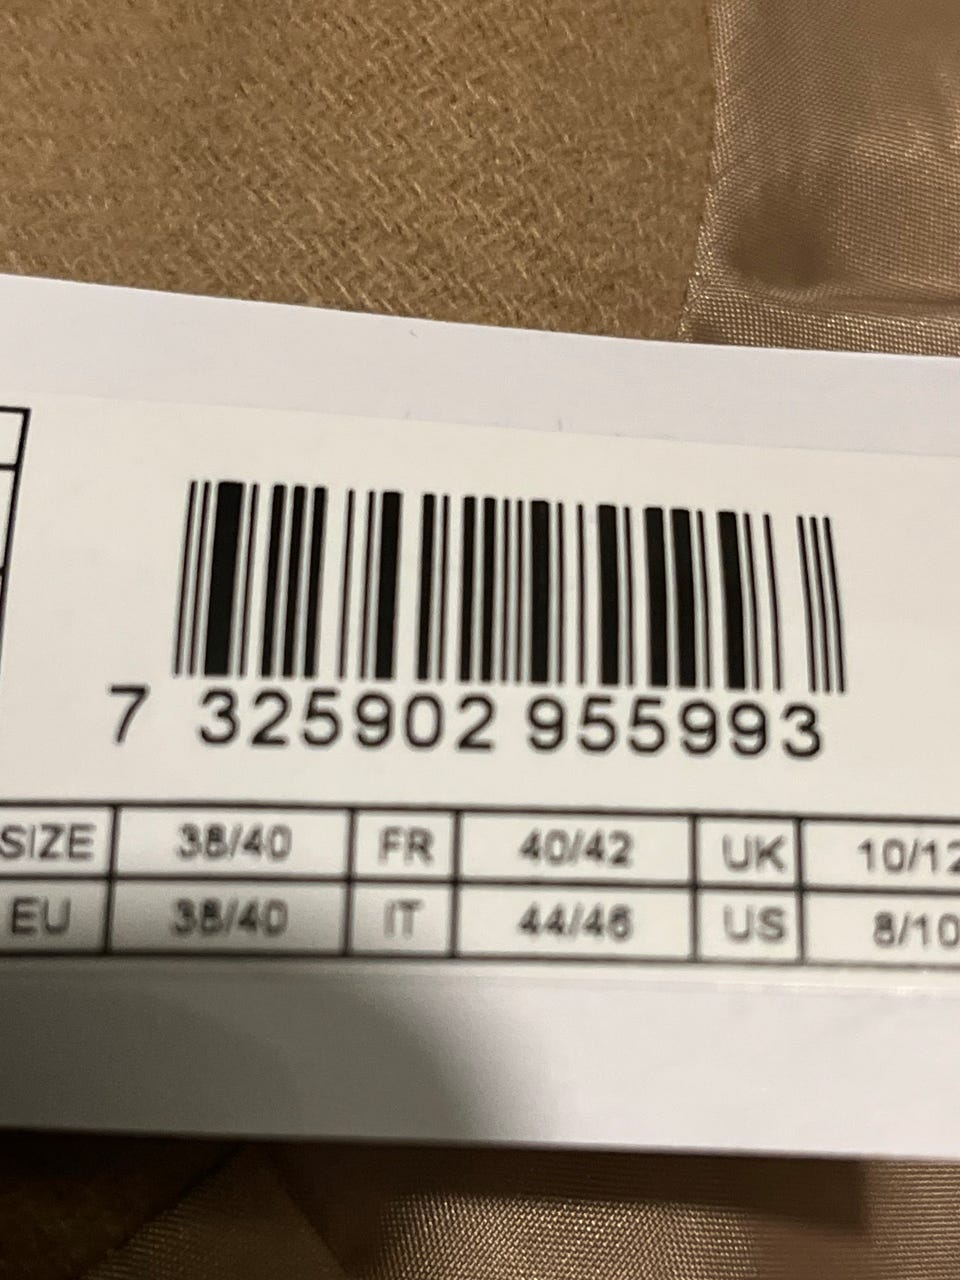 7 325902 955993
SIZE 38/40 FR 40/42 UK 10/12
EU 38/40 IT 44/46 US 8/10